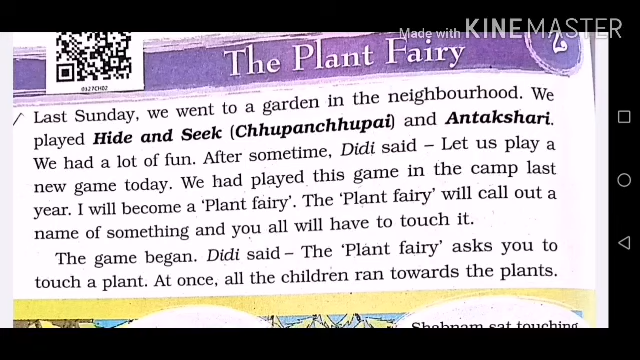 Made with KINEMASTER
0327CH02
2
The Plant Fairy
Last Sunday, we went to a garden in the neighbourhood. We
played Hide and Seek (Chhupanchhupai) and Antakshari.
We had a lot of fun. After sometime, Didi said – Let us play a
new game today. We had played this game in the camp last
year. I will become a ‘Plant fairy’. The ‘Plant fairy’ will call out a
name of something and you all will have to touch it.
The game began. Didi said – The ‘Plant fairy’ asks you to
touch a plant. At once, all the children ran towards the plants.
Shabnam sat touching